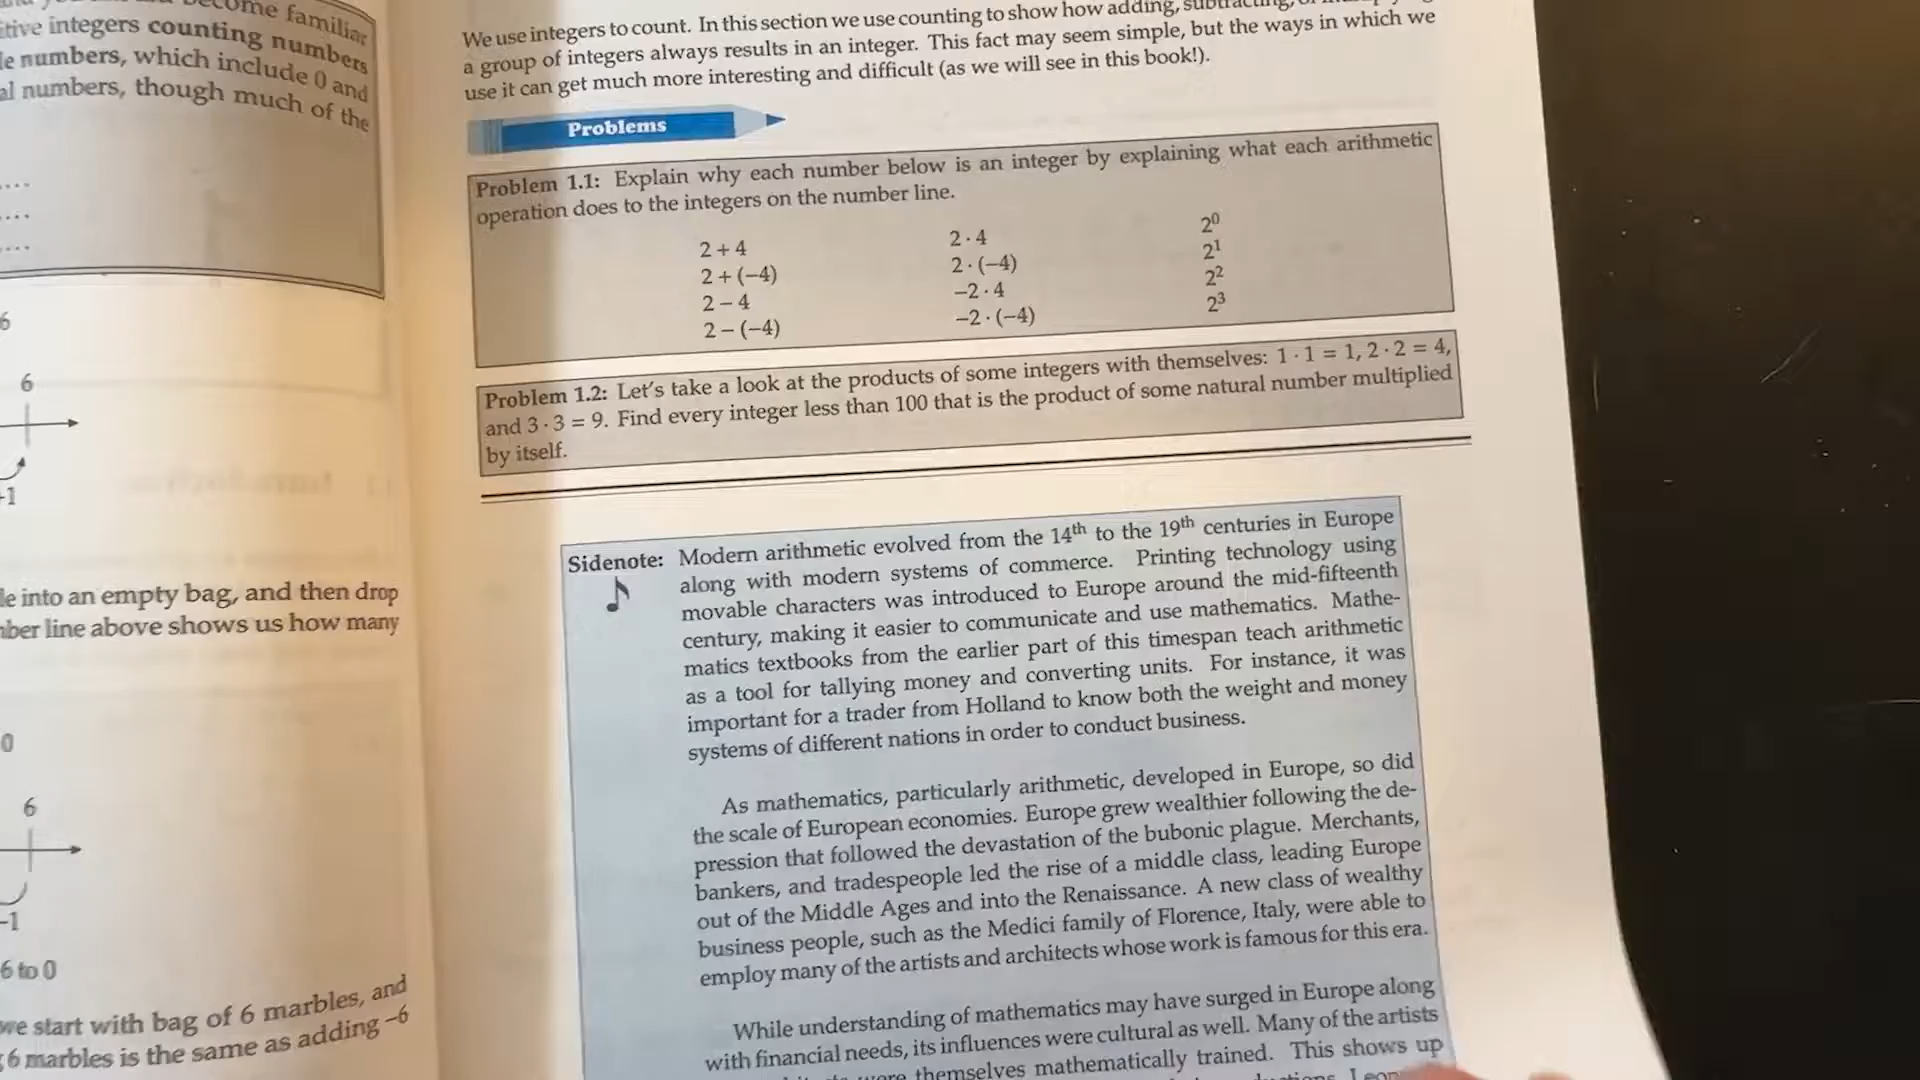 become familiar
integers counting numbers
numbers, which include 0 and
numbers, though much of the
6
6
1
le into an empty bag, and then drop
line above shows us how many
0
6
-1
6 to 0
we start with bag of 6 marbles, and
6 marbles is the same as adding −6
We use integers to count. In this section we use counting to show how adding, subtracting,
a group of integers always results in an integer. This fact may seem simple, but the ways in which we
use it can get much more interesting and difficult (as we will see in this book!).
Problems
Problem 1.1: Explain why each number below is an integer by explaining what each arithmetic
operation does to the integers on the number line.
2 + 4 2 · 4 2⁰
2 + (−4) 2 · (−4) 2¹
2 − 4 −2 · 4 2²
2 − (−4) −2 · (−4) 2³
Problem 1.2: Let's take a look at the products of some integers with themselves: 1 · 1 = 1, 2 · 2 = 4,
and 3 · 3 = 9. Find every integer less than 100 that is the product of some natural number multiplied
by itself.
Sidenote: Modern arithmetic evolved from the 14th to the 19th centuries in Europe
along with modern systems of commerce. Printing technology using
movable characters was introduced to Europe around the mid-fifteenth
century, making it easier to communicate and use mathematics. Mathe-
matics textbooks from the earlier part of this timespan teach arithmetic
as a tool for tallying money and converting units. For instance, it was
important for a trader from Holland to know both the weight and money
systems of different nations in order to conduct business.
As mathematics, particularly arithmetic, developed in Europe, so did
the scale of European economies. Europe grew wealthier following the de-
pression that followed the devastation of the bubonic plague. Merchants,
bankers, and tradespeople led the rise of a middle class, leading Europe
out of the Middle Ages and into the Renaissance. A new class of wealthy
business people, such as the Medici family of Florence, Italy, were able to
employ many of the artists and architects whose work is famous for this era.
While understanding of mathematics may have surged in Europe along
with financial needs, its influences were cultural as well. Many of the artists
were themselves mathematically trained. This shows up